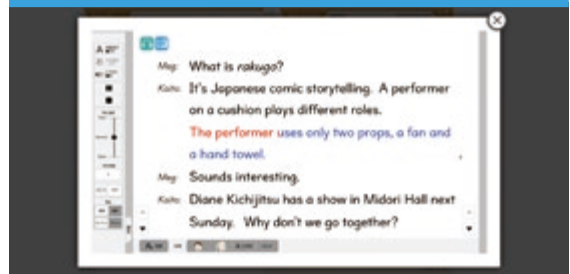 Meg: What is rakugo?
It's Japanese comic storytelling. A performer
on a cushion plays different roles.
The performer uses only two props, a fan and
a hand towel.
Meg: Sounds interesting.
Diane Kichijitsu has a show in Midori Hall next
Sunday. Why don't we go together?